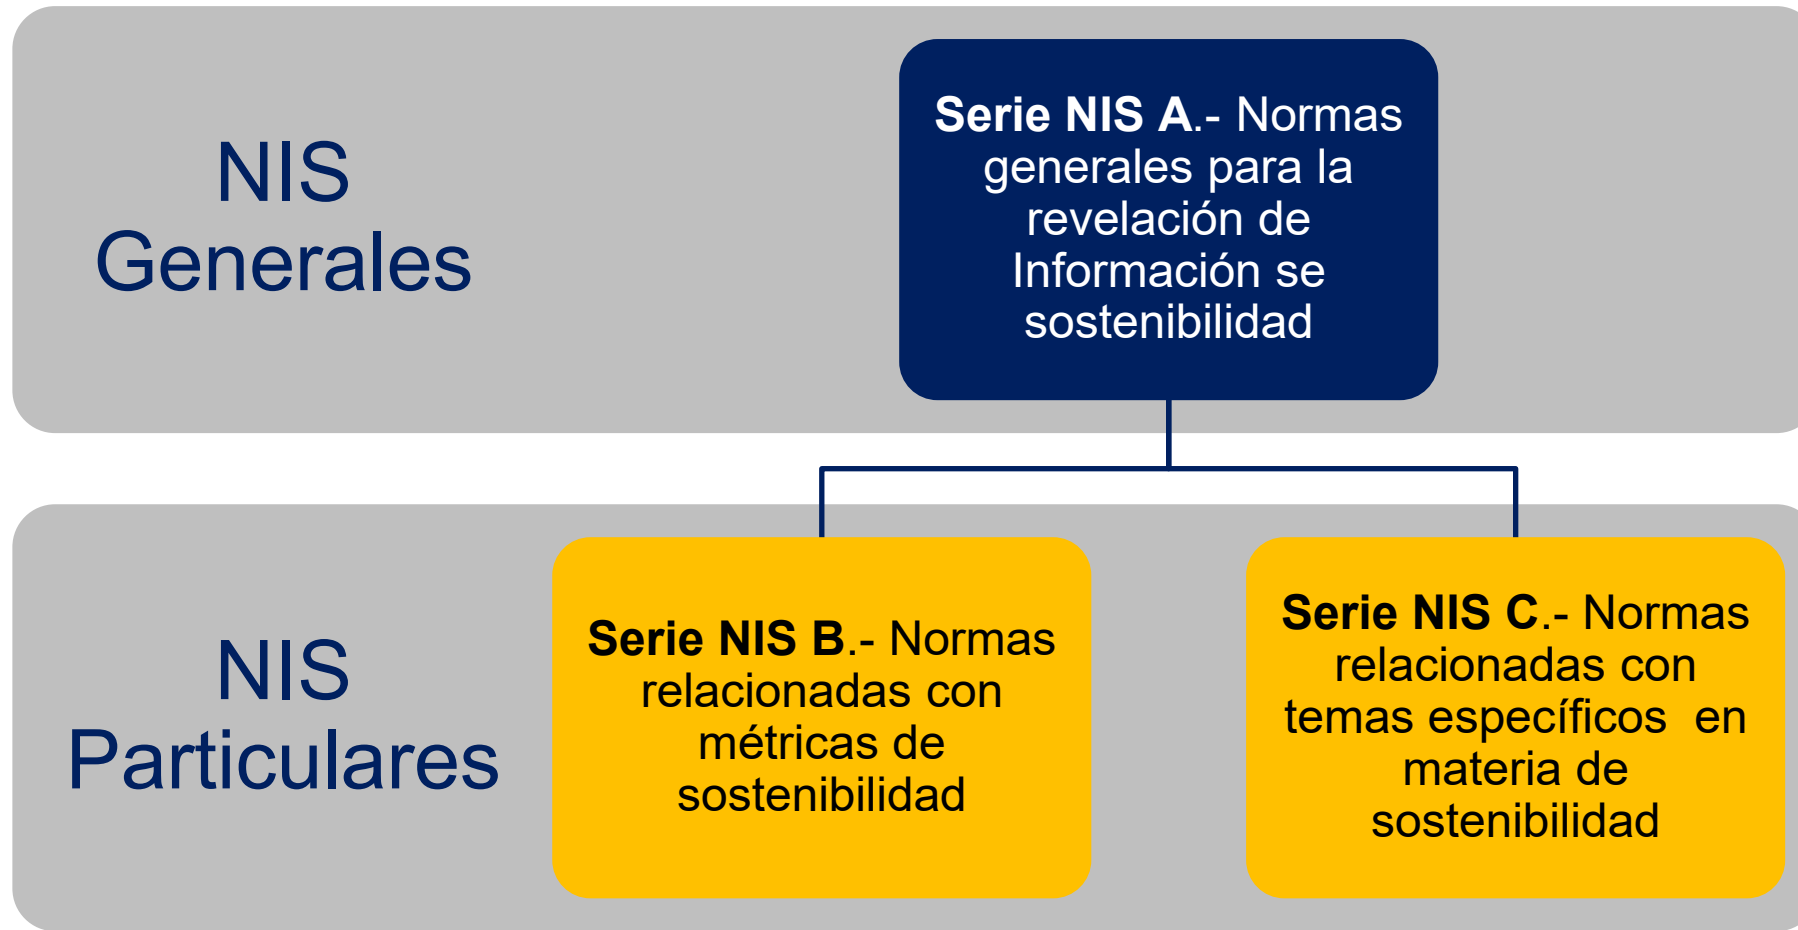 NIS
Generales
Serie NIS A.- Normas
generales para la
revelación de
Información se
sostenibilidad
NIS
Particulares
Serie NIS B.- Normas
relacionadas con
métricas de
sostenibilidad
Serie NIS C.- Normas
relacionadas con
temas específicos  en
materia de
sostenibilidad